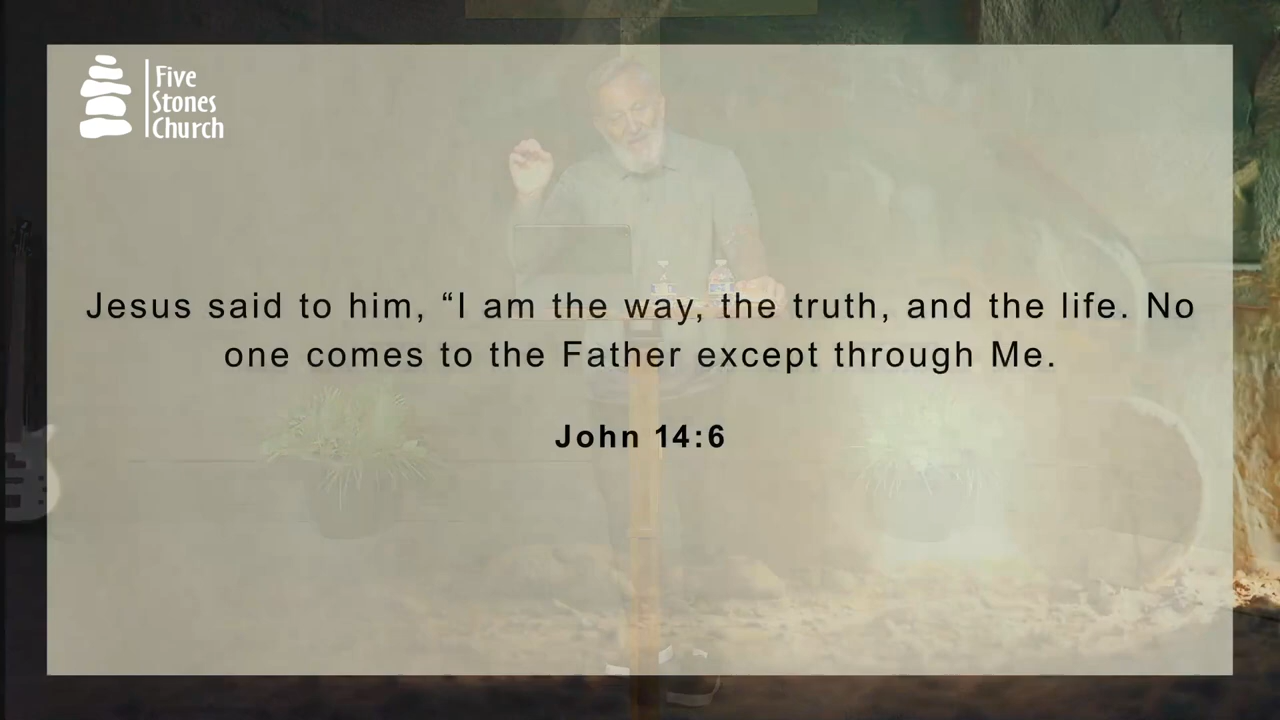 Five
Stones
Church
Jesus said to him, “I am the way, the truth, and the life. No
one comes to the Father except through Me.
John 14:6